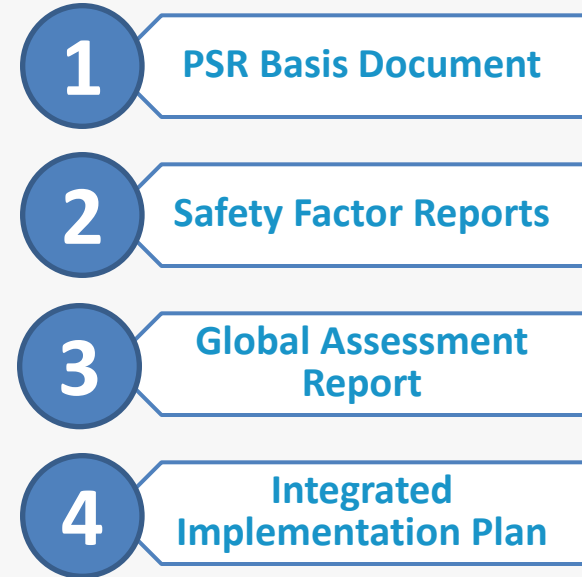 1
PSR Basis Document
2
Safety Factor Reports
3
Global Assessment
Report
4
Integrated
Implementation Plan